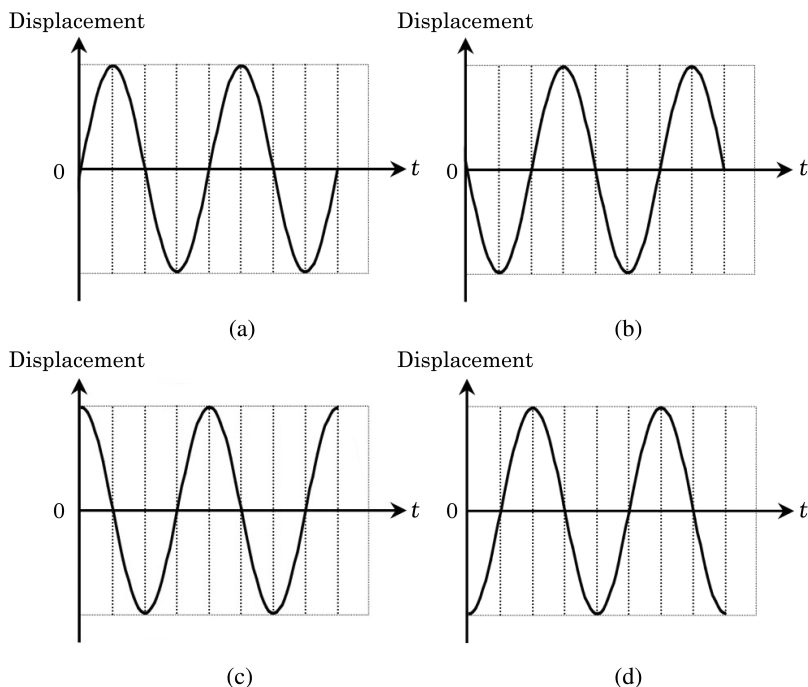 Displacement Displacement
0 t 0 t
(a) (b)
Displacement Displacement
0 t 0 t
(c) (d)